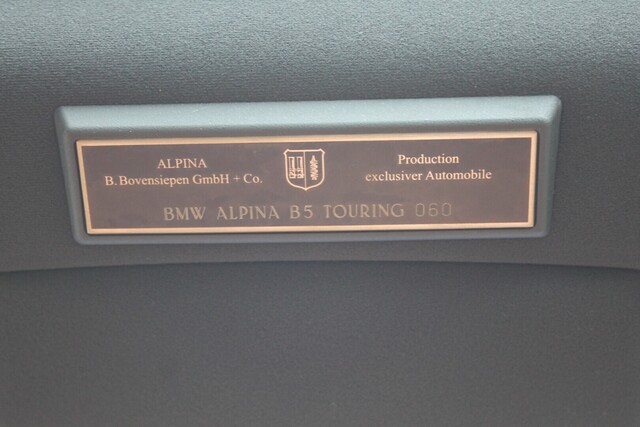 ALPINA
B. Bovensiepen GmbH + Co.
Production
exclusiver Automobile
BMW ALPINA B5 TOURING 060